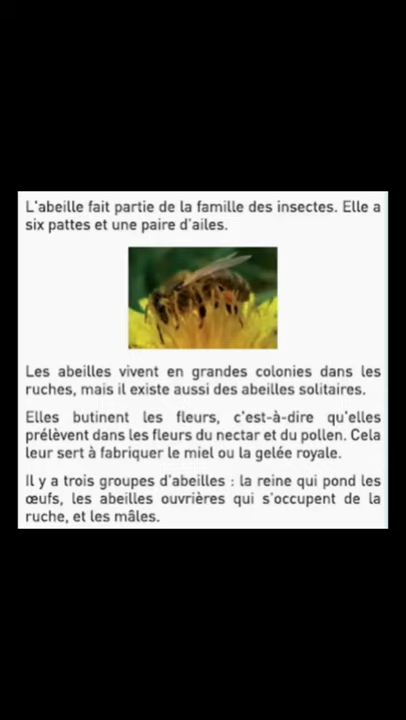 L'abeille fait partie de la famille des insectes. Elle a
six pattes et une paire d'ailes.
Les abeilles vivent en grandes colonies dans les
ruches, mais il existe aussi des abeilles solitaires.
Elles butinent les fleurs, c'est-à-dire qu'elles
prélèvent dans les fleurs du nectar et du pollen. Cela
leur sert à fabriquer le miel ou la gelée royale.
Il y a trois groupes d'abeilles : la reine qui pond les
œufs, les abeilles ouvrières qui s'occupent de la
ruche, et les mâles.